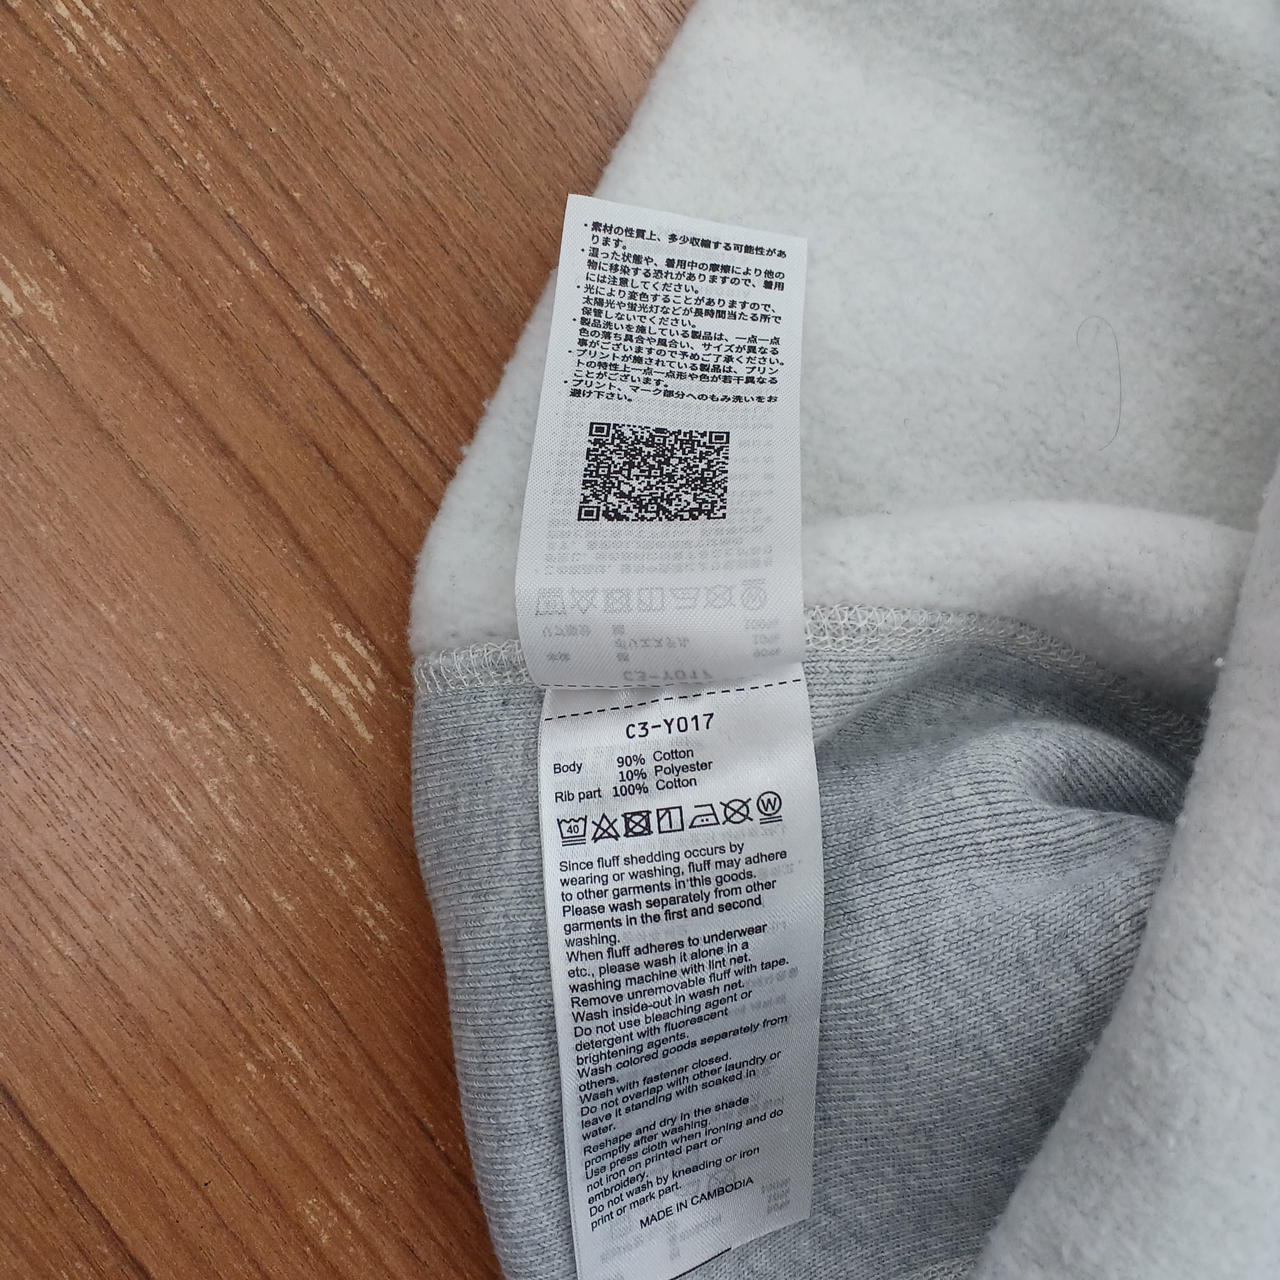 ・素材の性質上、多少収縮する可能性があ
ります。
・湿った状態や、着用中の摩擦により他の
物に移染する恐れがありますので、着用
には注意してください。
・光により変色することがありますので、
太陽光や蛍光灯などが長時間当たる所で
保管しないでください。
・製品洗いを施している製品は、一点一点
色の落ち具合や風合い、サイズが異なる
事がございますので予めご了承ください。
・プリントが施されている製品は、プリン
トの特性上一点一点形や色が若干異なる
ことがございます。
・プリント、マーク部分へのもみ洗いをお
避け下さい。
C3-Y017
Body 90% Cotton
10% Polyester
Rib part 100% Cotton
40 W
Since fluff shedding occurs by
wearing or washing, fluff may adhere
to other garments in this goods.
Please wash separately from other
garments in the first and second
washing.
When fluff adheres to underwear
etc., please wash it alone in a
washing machine with lint net.
Remove unremovable fluff with tape.
Wash inside-out in wash net.
Do not use bleaching agent or
detergent with fluorescent
brightening agents.
Wash colored goods separately from
others.
Wash with fastener closed.
Do not overlap with other laundry or
leave it standing with soaked in
water.
Reshape and dry in the shade
promptly after washing.
Use press cloth when ironing and do
not iron on printed part or
embroidery.
Do not wash by kneading or iron
print or mark part.
MADE IN CAMBODIA